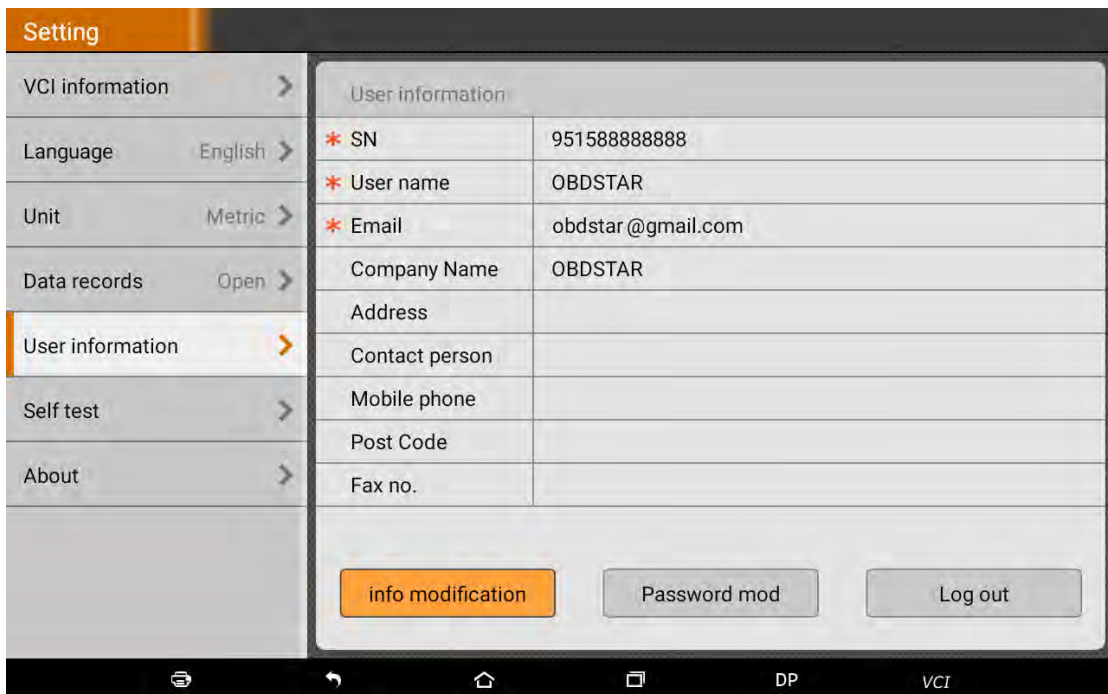 Setting
VCI information
Language English
Unit Metric
Data records Open
User information
Self test
About
User information
* SN 951588888888
* User name OBDSTAR
* Email obdstar@gmail.com
Company Name OBDSTAR
Address
Contact person
Mobile phone
Post Code
Fax no.
info modification Password mod Log out
DP VCI